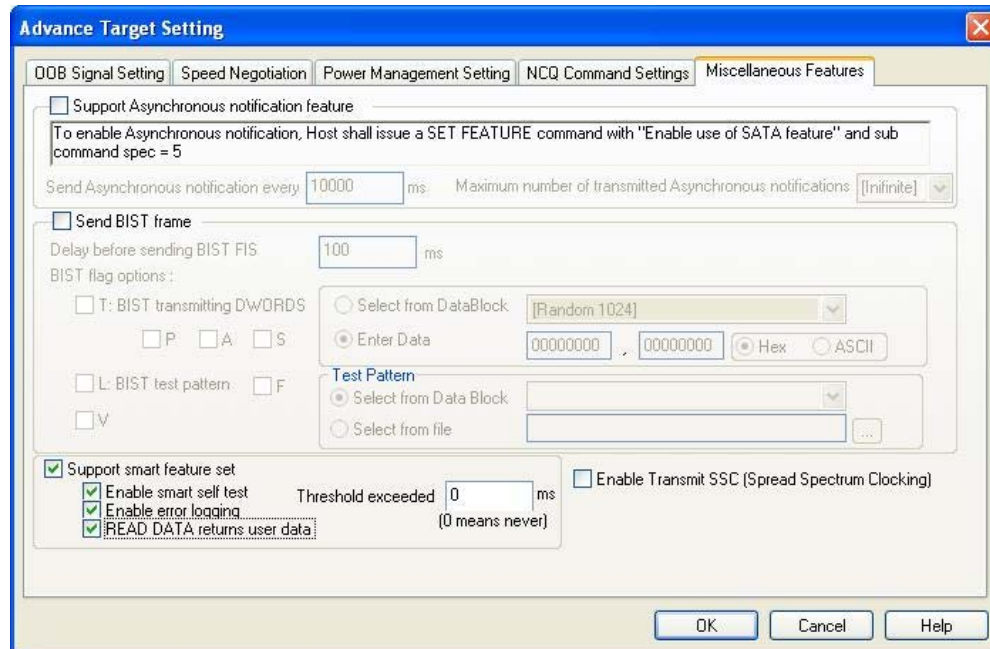 Advance Target Setting
OOB Signal Setting Speed Negotiation Power Management Setting NCQ Command Settings Miscellaneous Features
Support Asynchronous notification feature
To enable Asynchronous notification, Host shall issue a SET FEATURE command with "Enable use of SATA feature" and sub
command spec = 5
Send Asynchronous notification every 10000 ms Maximum number of transmitted Asynchronous notifications [Inifinite]
Send BIST frame
Delay before sending BIST FIS 100 ms
BIST flag options :
T: BIST transmitting DWORDS Select from DataBlock [Random 1024]
P A S Enter Data 00000000 , 00000000 Hex ASCII
Test Pattern
L: BIST test pattern F Select from Data Block
V Select from file ...
Support smart feature set
Enable Transmit SSC (Spread Spectrum Clocking)
Enable smart self test Threshold exceeded 0 ms
Enable error logging (0 means never)
READ DATA returns user data
OK Cancel Help